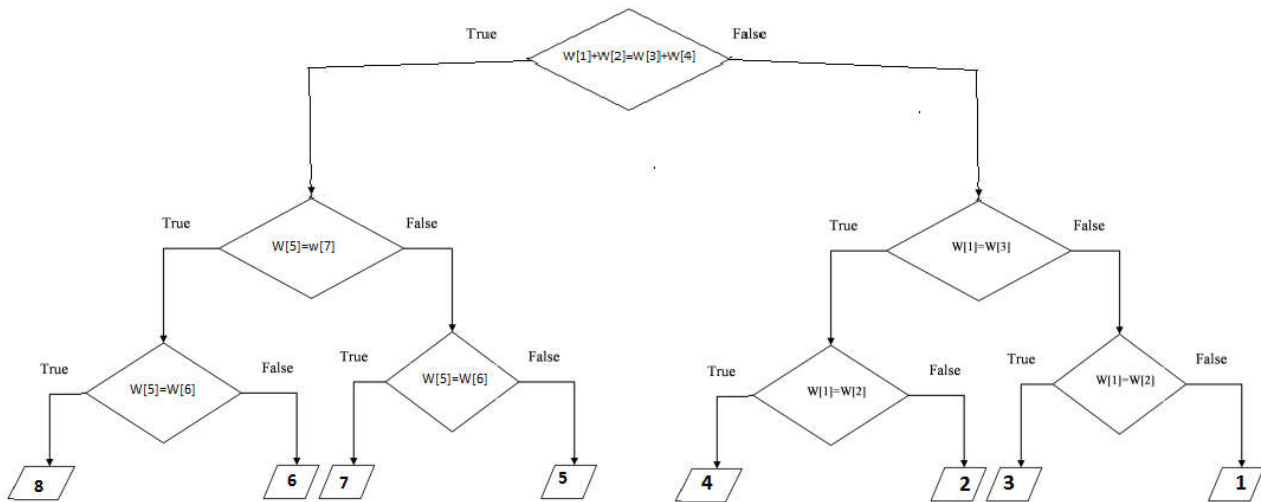 True
False
W[1]+W[2]=W[3]+W[4]
True
False
True
False
W[5]=w[7]
W[1]=W[3]
True
False
True
False
True
False
True
False
W[5]=W[6]
W[5]=W[6]
W[1]=W[2]
W[1]=W[2]
8
6
7
5
4
2
3
1